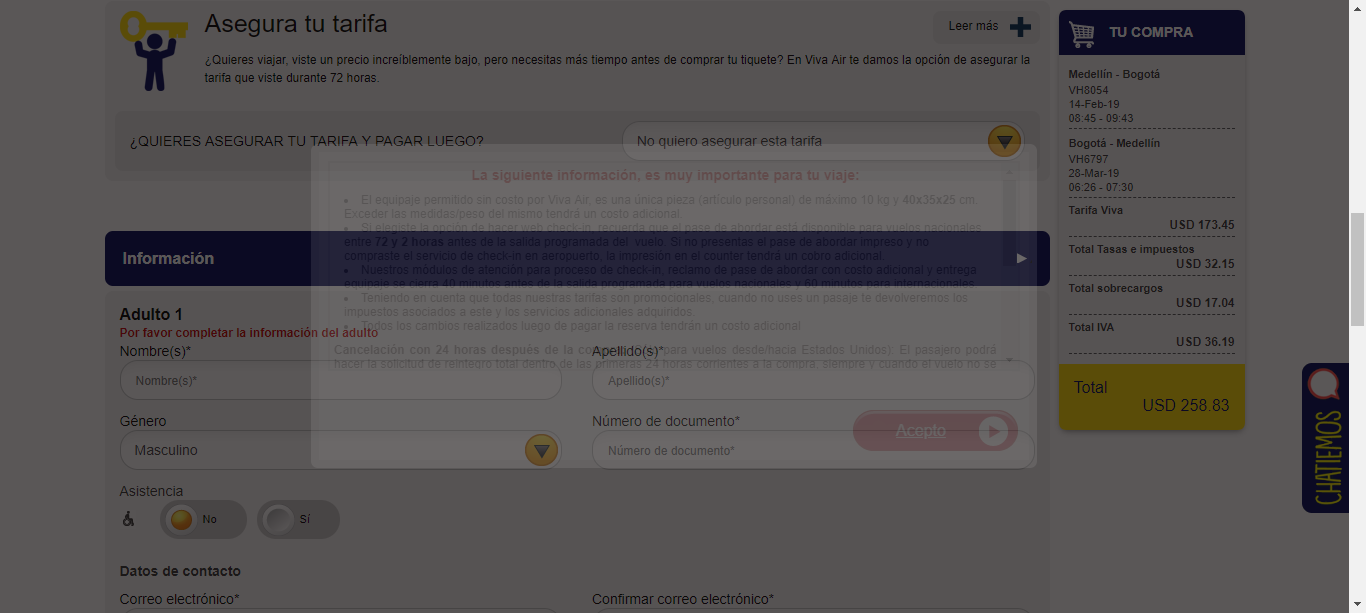 Asegura tu tarifa
Leer más
¿Quieres viajar, viste un precio increíblemente bajo, pero necesitas más tiempo antes de comprar tu tiquete? En Viva Air te damos la opción de asegurar la
tarifa que viste durante 72 horas.
¿QUIERES ASEGURAR TU TARIFA Y PAGAR LUEGO?
No quiero asegurar esta tarifa
La siguiente información, es muy importante para tu viaje:
El equipaje permitido sin costo por Viva Air, es una única pieza (artículo personal) de máximo 10 kg y 40x35x25 cm.
Exceder las medidas/peso del mismo tendrá un costo adicional.
Si elegiste la opción de hacer web check-in, recuerda que el pase de abordar está disponible para vuelos nacionales
entre 72 y 2 horas antes de la salida programada del vuelo. Si no presentas el pase de abordar impreso y no
compraste el servicio de check-in en aeropuerto, la impresión en el counter tendrá un cobro adicional.
Nuestros módulos de atención para proceso de check-in, reclamo de pase de abordar con costo adicional y entrega
equipaje se cierra 40 minutos antes de la salida programada para vuelos nacionales y 60 minutos para internacionales.
Teniendo en cuenta que todas nuestras tarifas son promocionales, cuando no uses un pasaje te devolveremos los
impuestos asociados a este y los servicios adicionales adquiridos.
Todos los cambios realizados luego de pagar la reserva tendrán un costo adicional.
Cancelación con 24 horas después de la para vuelos desde/hacia Estados Unidos). El pasajero podrá
hacer la solicitud de reintegro total dentro de las primeras 24 horas corrientes a la compra, siempre y cuando el vuelo no se
Acepto
Información
Adulto 1
Por favor completar la información del adulto
Nombre(s)*
Apellido(s)*
Nombre(s)*
Apellido(s)*
Género
Número de documento*
Masculino
Número de documento*
Asistencia
No
Sí
Datos de contacto
Correo electrónico*
Confirmar correo electrónico*
TU COMPRA
Medellín - Bogotá
VH8054
14-Feb-19
08:45 - 09:43
Bogotá - Medellín
VH6797
28-Mar-19
06:26 - 07:30
Tarifa Viva
USD 173.45
Total Tasas e impuestos
USD 32.15
Total sobrecargos
USD 17.04
Total IVA
USD 36.19
Total
USD 258.83
CHATIEMOS